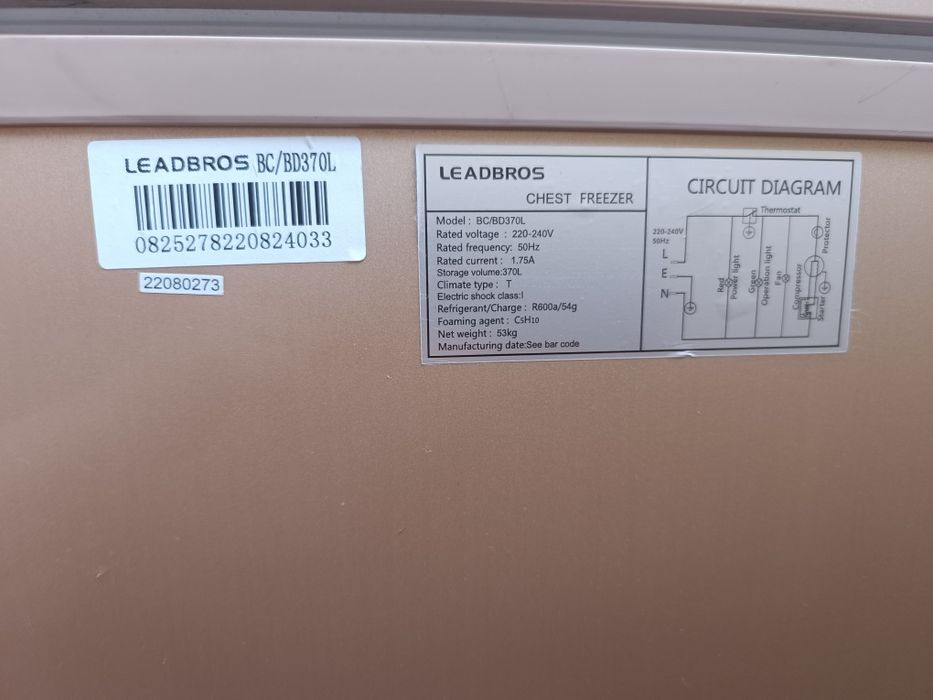 LEADBROS BC/BD370L
0825278220824033
22080273
LEADBROS
CHEST FREEZER
Model : BC/BD370L
Rated voltage : 220-240V
Rated frequency: 50Hz
Rated current : 1.75A
Storage volume:370L
Climate type : T
Electric shock class:I
Refrigerant/Charge : R600a/54g
Foaming agent : C5H10
Net weight : 53kg
Manufacturing date:See bar code
CIRCUIT DIAGRAM
Thermostat
220-240V
50Hz
L
E
N
Red
Power light
Green
Operation light
Fan
Compressor
Starter
Protector